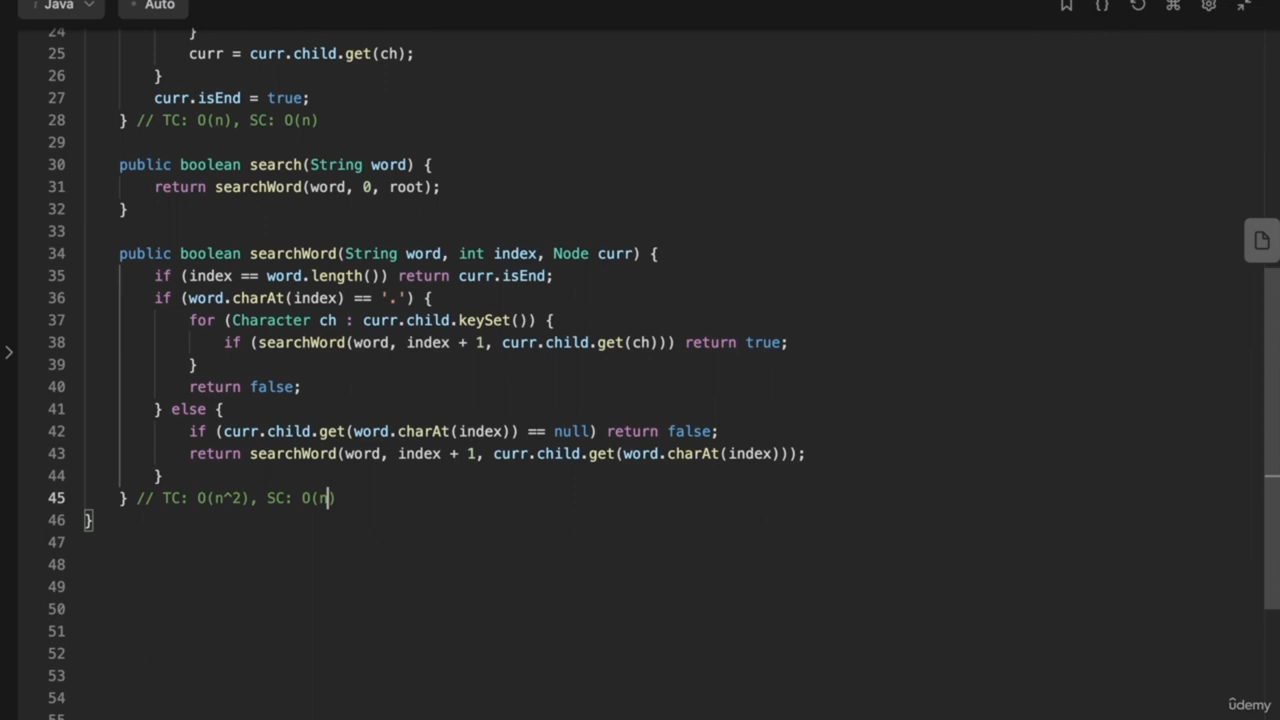 Java Auto
24 }
25 curr = curr.child.get(ch);
26 }
27 curr.isEnd = true;
28 } // TC: O(n), SC: O(n)
29
30 public boolean search(String word) {
31 return searchWord(word, 0, root);
32 }
33
34 public boolean searchWord(String word, int index, Node curr) {
35 if (index == word.length()) return curr.isEnd;
36 if (word.charAt(index) == '.') {
37 for (Character ch : curr.child.keySet()) {
38 if (searchWord(word, index + 1, curr.child.get(ch))) return true;
39 }
40 return false;
41 } else {
42 if (curr.child.get(word.charAt(index)) == null) return false;
43 return searchWord(word, index + 1, curr.child.get(word.charAt(index)));
44 }
45 } // TC: O(n^2), SC: O(n)
46 }
47
48
49
50
51
52
53
54
55
ûdemy